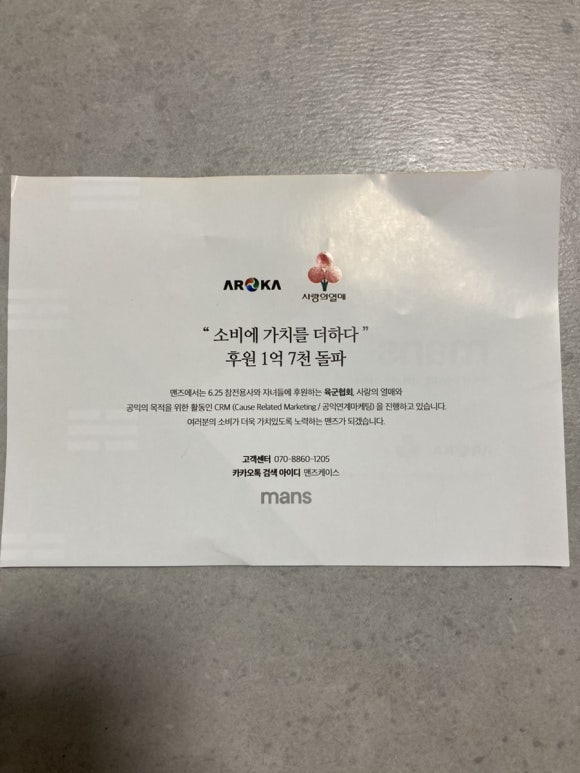 AROKA
사랑의열매
“ 소비에 가치를 더하다 ”
후원 1억 7천 돌파
맨즈에서는 6.25 참전용사와 자녀들에 후원하는 육군협회, 사랑의 열매와
공익의 목적을 위한 활동인 CRM (Cause Related Marketing / 공익연계마케팅) 을 진행하고 있습니다.
여러분의 소비가 더욱 가치있도록 노력하는 맨즈가 되겠습니다.
고객센터 070-8860-1205
카카오톡 검색 아이디 맨즈케이스
mans